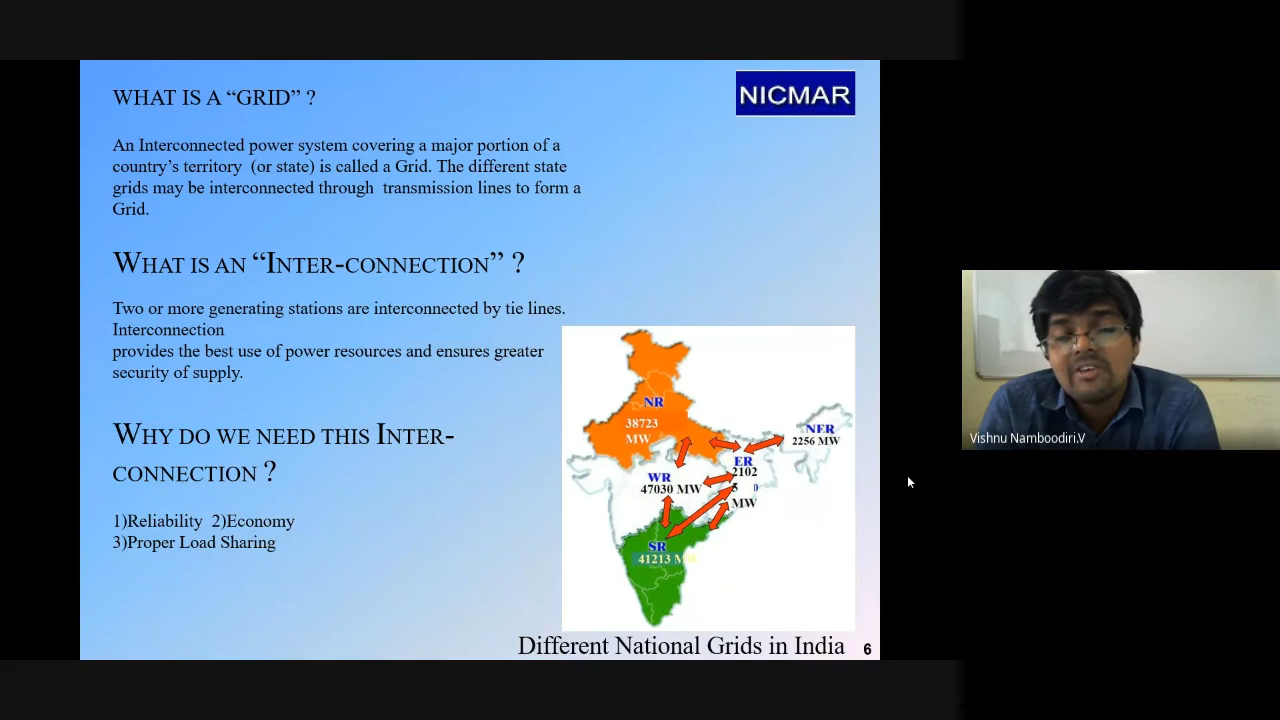 WHAT IS A “GRID” ?
NICMAR
An Interconnected power system covering a major portion of a
country’s territory (or state) is called a Grid. The different state
grids may be interconnected through transmission lines to form a
Grid.
WHAT IS AN “INTER-CONNECTION” ?
Two or more generating stations are interconnected by tie lines.
Interconnection
provides the best use of power resources and ensures greater
security of supply.
WHY DO WE NEED THIS INTER-
CONNECTION ?
1)Reliability 2)Economy
3)Proper Load Sharing
NR
38723
MW
NER
2256 MW
ER
2102
5 0
MW
WR
47030 MW
SR
41213 MW
Different National Grids in India
6
Vishnu Namboodiri.V